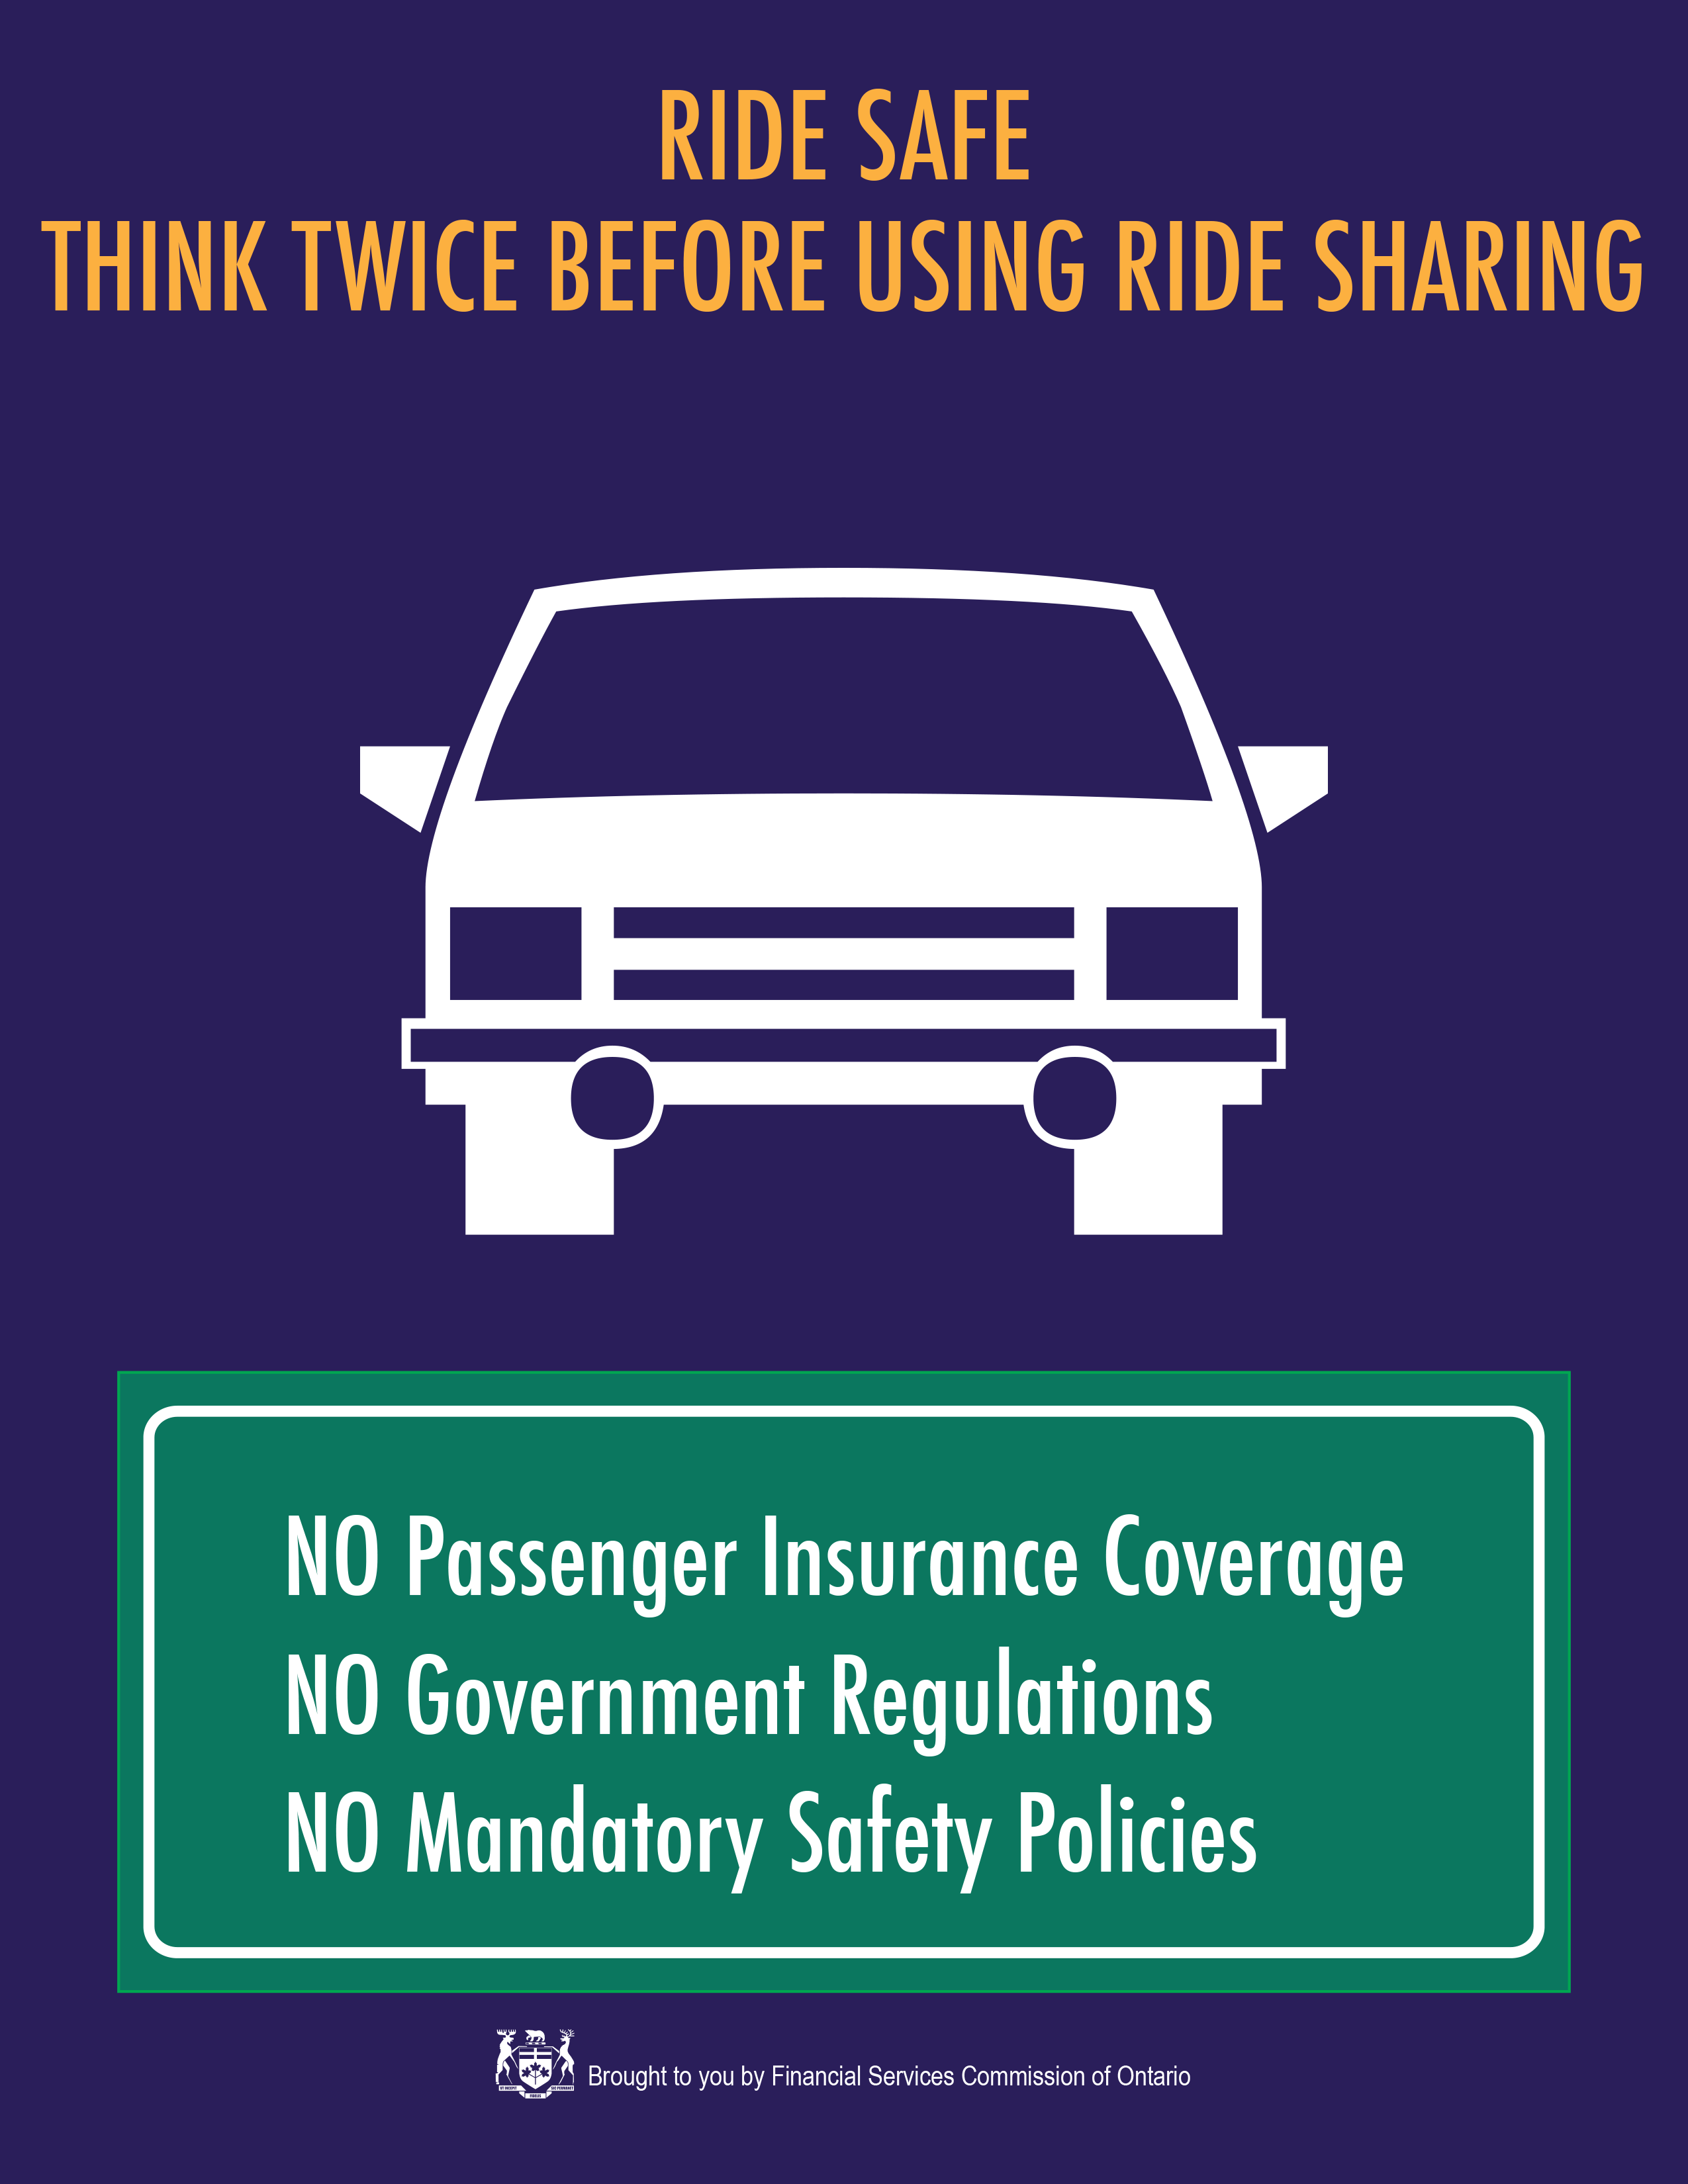 RIDE SAFE
THINK TWICE BEFORE USING RIDE SHARING
NO Passenger Insurance Coverage
NO Government Regulations
NO Mandatory Safety Policies
Brought to you by Financial Services Commission of Ontario